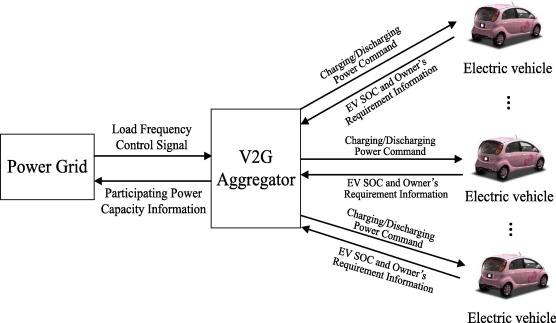 Charging/Discharging
Power Command
EV SOC and Owner's
Requirement Information
Electric vehicle
Load Frequency
Control Signal
Power Grid
V2G
Aggregator
Participating Power
Capacity Information
Charging/Discharging
Power Command
EV SOC and Owner's
Requirement Information
Electric vehicle
Charging/Discharging
Power Command
EV SOC and Owner's
Requirement Information
Electric vehicle